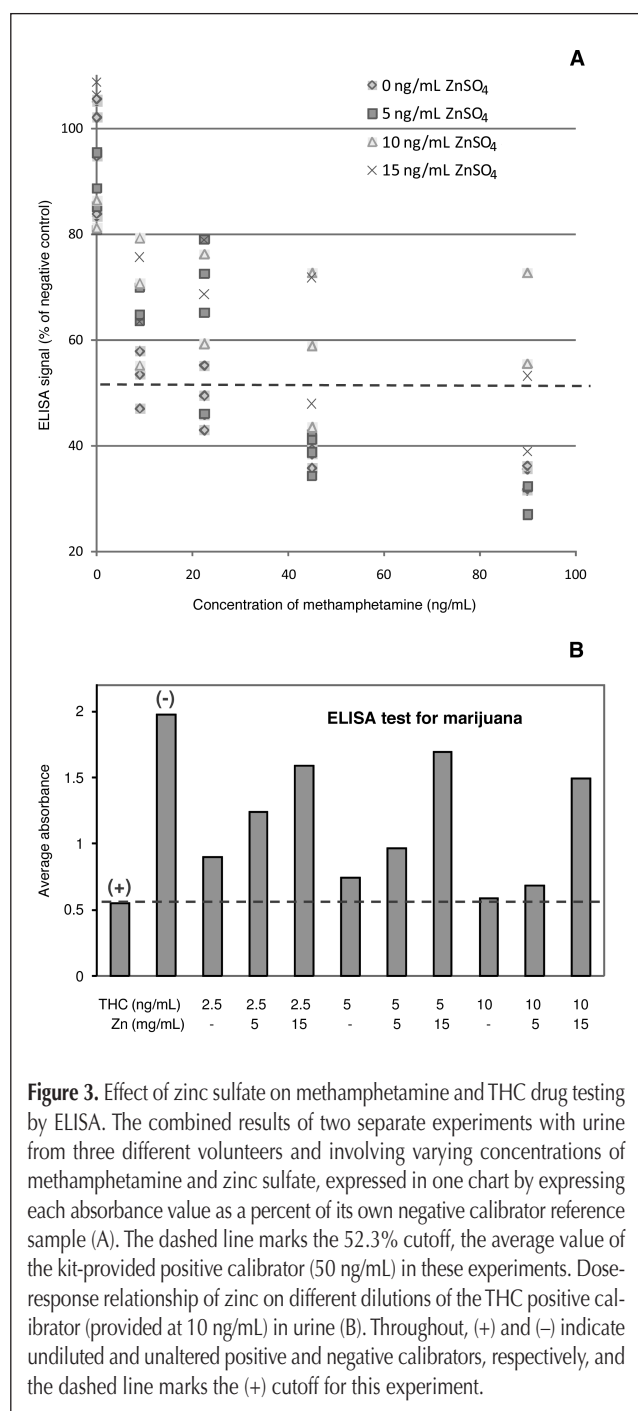 A
0 ng/mL ZnSO₄
5 ng/mL ZnSO₄
10 ng/mL ZnSO₄
15 ng/mL ZnSO₄
ELISA signal (% of negative control)
100
80
60
40
20
0
20
40
60
80
100
Concentration of methamphetamine (ng/mL)
B
ELISA test for marijuana
Average absorbance
2
1.5
1
0.5
0
(+)
(-)
THC (ng/mL) 2.5 2.5 2.5 5 5 5 10 10 10
Zn (mg/mL) - 5 15 - 5 15 - 5 15
Figure 3. Effect of zinc sulfate on methamphetamine and THC drug testing
by ELISA. The combined results of two separate experiments with urine
from three different volunteers and involving varying concentrations of
methamphetamine and zinc sulfate, expressed in one chart by expressing
each absorbance value as a percent of its own negative calibrator reference
sample (A). The dashed line marks the 52.3% cutoff, the average value of
the kit-provided positive calibrator (50 ng/mL) in these experiments. Dose-
response relationship of zinc on different dilutions of the THC positive cal-
ibrator (provided at 10 ng/mL) in urine (B). Throughout, (+) and (–) indicate
undiluted and unaltered positive and negative calibrators, respectively, and
the dashed line marks the (+) cutoff for this experiment.